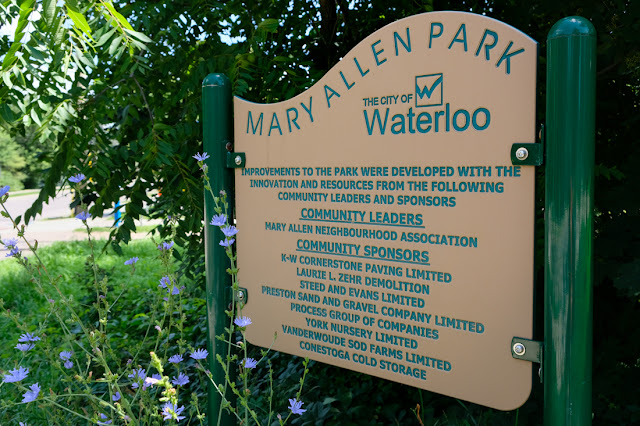 MARY ALLEN PARK
THE CITY OF
Waterloo
IMPROVEMENTS TO THE PARK WERE DEVELOPED WITH THE
INNOVATION AND RESOURCES FROM THE FOLLOWING
COMMUNITY LEADERS AND SPONSORS
COMMUNITY LEADERS
MARY ALLEN NEIGHBOURHOOD ASSOCIATION
COMMUNITY SPONSORS
K-W CORNERSTONE PAVING LIMITED
LAURIE L. ZEHR DEMOLITION
STEED AND EVANS LIMITED
PRESTON SAND AND GRAVEL COMPANY LIMITED
PROCESS GROUP OF COMPANIES
YORK NURSERY LIMITED
VANDERWOUDE SOD FARMS LIMITED
CONESTOGA COLD STORAGE